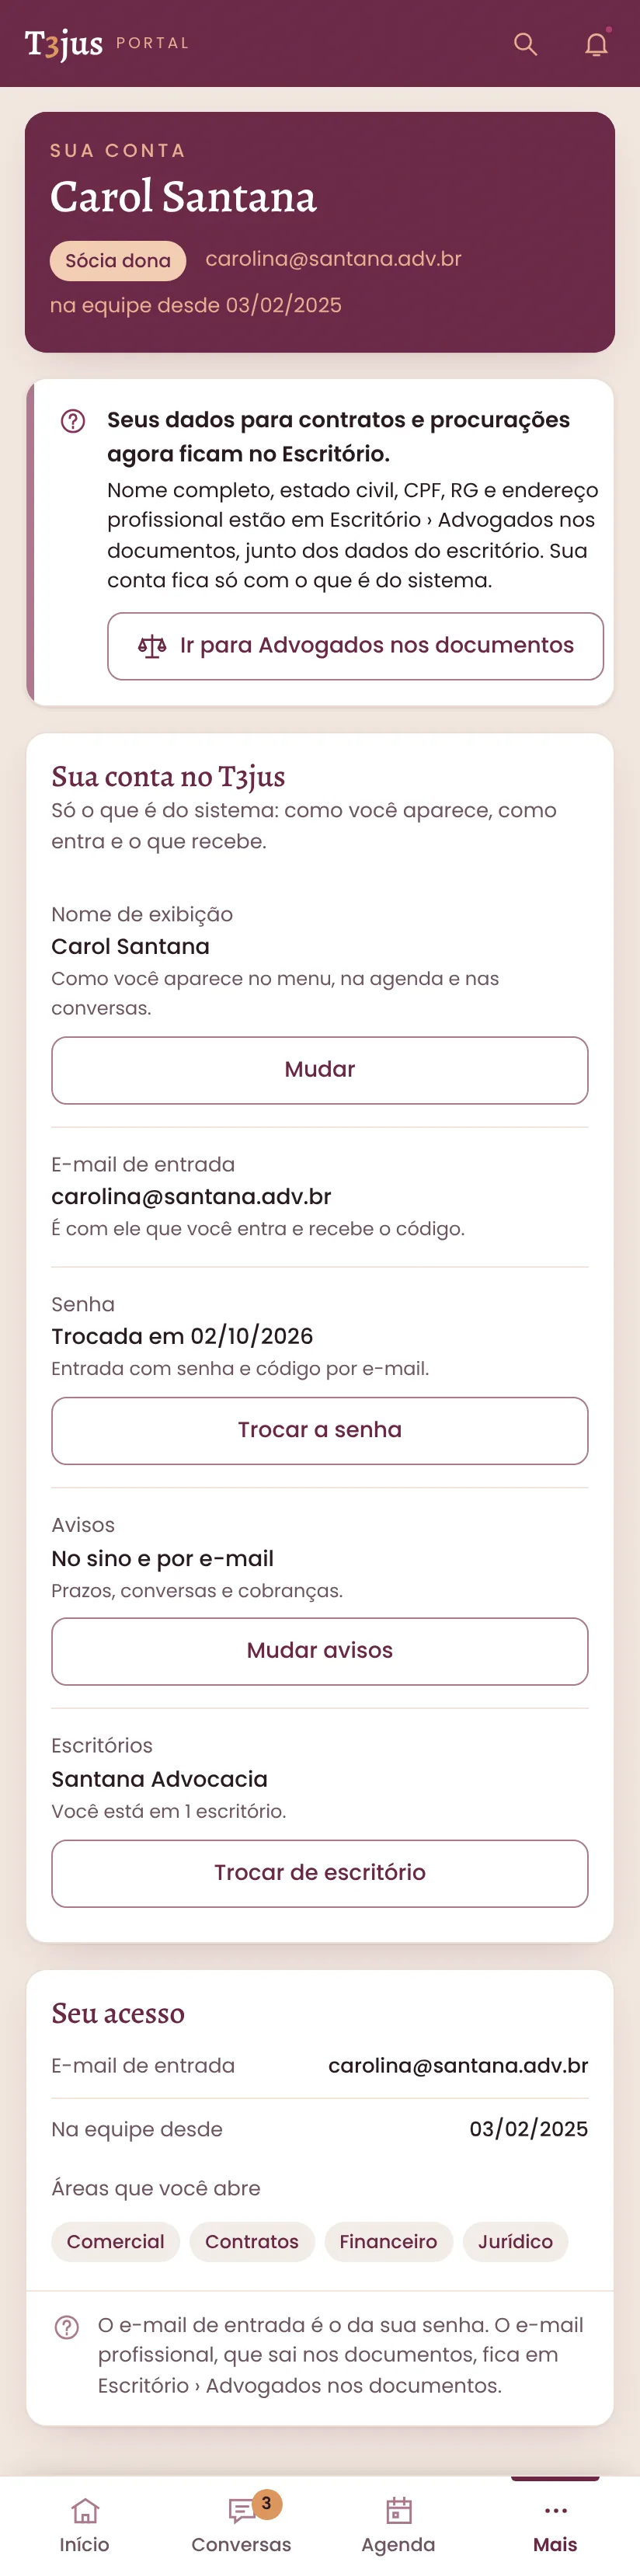 T3jus PORTAL
SUA CONTA
Carol Santana
Sócia dona carolina@santana.adv.br
na equipe desde 03/02/2025
Seus dados para contratos e procurações
agora ficam no Escritório.
Nome completo, estado civil, CPF, RG e endereço
profissional estão em Escritório › Advogados nos
documentos, junto dos dados do escritório. Sua
conta fica só com o que é do sistema.
Ir para Advogados nos documentos
Sua conta no T3jus
Só o que é do sistema: como você aparece, como
entra e o que recebe.
Nome de exibição
Carol Santana
Como você aparece no menu, na agenda e nas
conversas.
Mudar
E-mail de entrada
carolina@santana.adv.br
É com ele que você entra e recebe o código.
Senha
Trocada em 02/10/2026
Entrada com senha e código por e-mail.
Trocar a senha
Avisos
No sino e por e-mail
Prazos, conversas e cobranças.
Mudar avisos
Escritórios
Santana Advocacia
Você está em 1 escritório.
Trocar de escritório
Seu acesso
E-mail de entrada carolina@santana.adv.br
Na equipe desde 03/02/2025
Áreas que você abre
Comercial Contratos Financeiro Jurídico
O e-mail de entrada é o da sua senha. O e-mail
profissional, que sai nos documentos, fica em
Escritório › Advogados nos documentos.
3
Início Conversas Agenda Mais